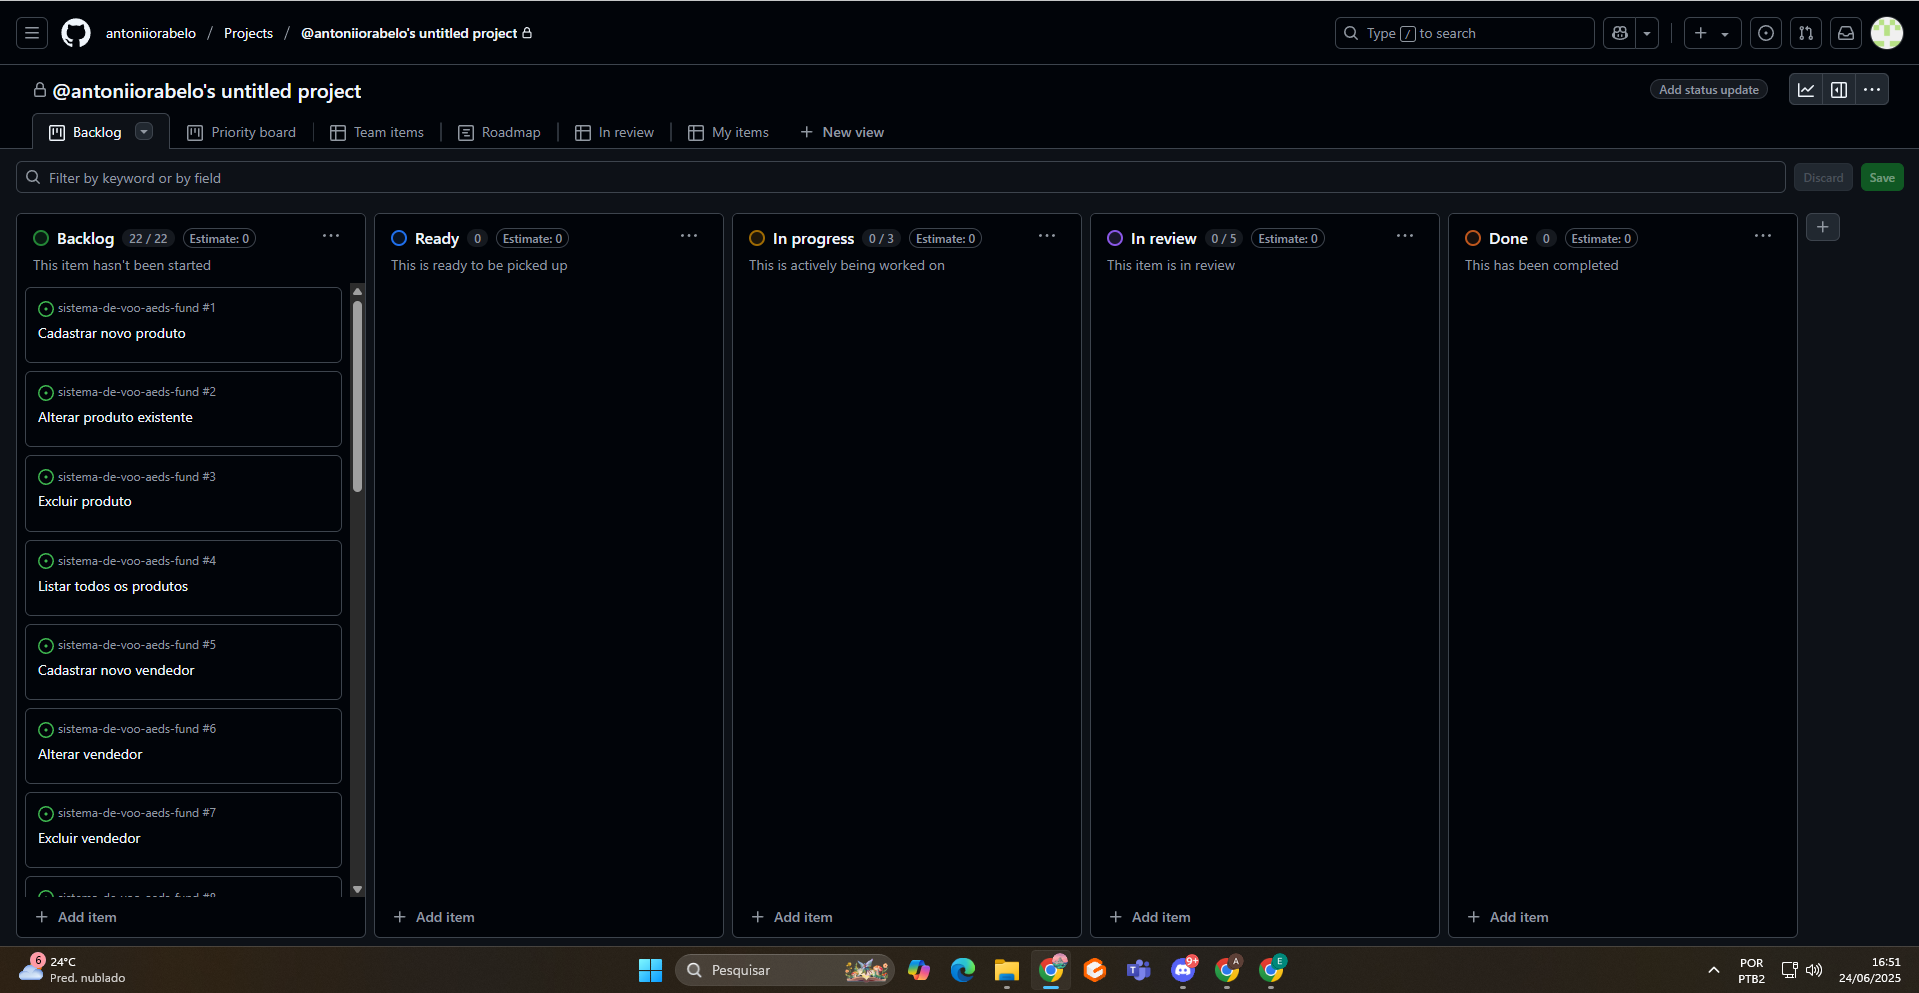 antoniiorabelo / Projects / @antoniiorabelo's untitled project
Type / to search
@antoniiorabelo's untitled project
Add status update
Backlog
Priority board
Team items
Roadmap
In review
My items
New view
Filter by keyword or by field
Discard
Save
Backlog 22 / 22 Estimate: 0
This item hasn't been started
sistema-de-voo-aeds-fund #1
Cadastrar novo produto
sistema-de-voo-aeds-fund #2
Alterar produto existente
sistema-de-voo-aeds-fund #3
Excluir produto
sistema-de-voo-aeds-fund #4
Listar todos os produtos
sistema-de-voo-aeds-fund #5
Cadastrar novo vendedor
sistema-de-voo-aeds-fund #6
Alterar vendedor
sistema-de-voo-aeds-fund #7
Excluir vendedor
sistema-de-voo-aeds-fund #8
Add item
Ready 0 Estimate: 0
This is ready to be picked up
Add item
In progress 0 / 3 Estimate: 0
This is actively being worked on
Add item
In review 0 / 5 Estimate: 0
This item is in review
Add item
Done 0 Estimate: 0
This has been completed
Add item
6
24°C
Pred. nublado
Pesquisar
9+
A
E
POR
PTB2
16:51
24/06/2025